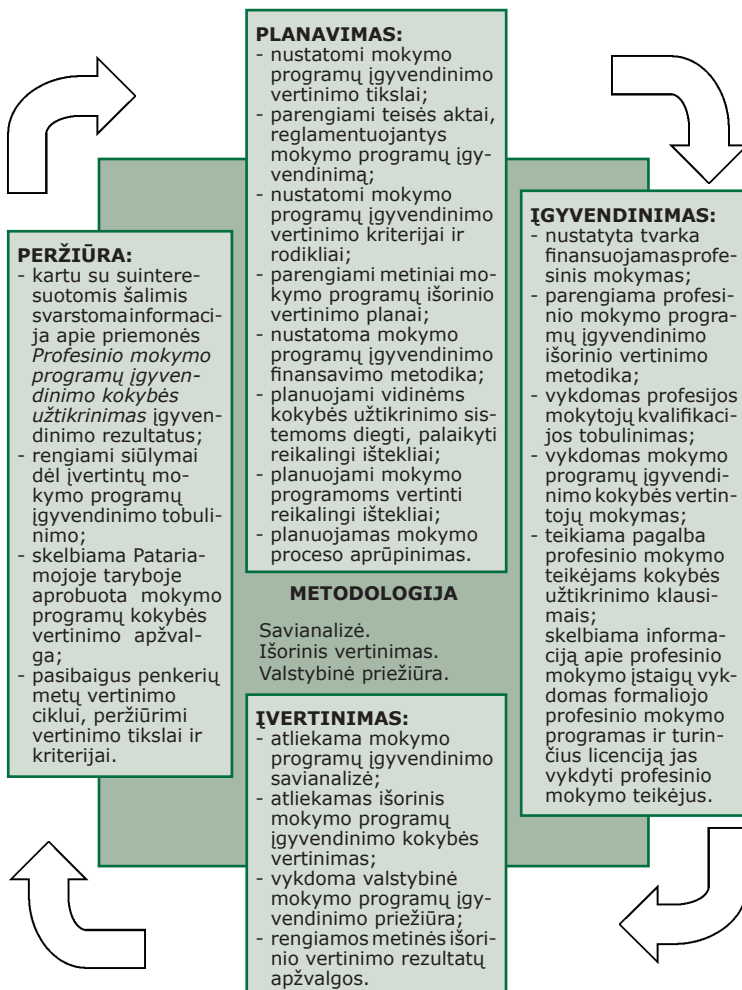 PLANAVIMAS:
- nustatomi mokymo
programų įgyvendinimo
vertinimo tikslai;
- parengiami teisės aktai,
reglamentuojantys
mokymo programų įgy-
vendinimą;
- nustatomi mokymo
programų įgyvendinimo
vertinimo kriterijai ir
rodikliai;
- parengiami metiniai mo-
kymo programų išorinio
vertinimo planai;
- nustatoma mokymo
programų įgyvendinimo
finansavimo metodika;
- planuojami vidinėms
kokybės užtikrinimo sis-
temoms diegti, palaikyti
reikalingi ištekliai;
- planuojami mokymo
programoms vertinti
reikalingi ištekliai;
- planuojamas mokymo
proceso aprūpinimas.
ĮGYVENDINIMAS:
- nustatyta tvarka
finansuojamasprofe-
sinis mokymas;
- parengiama profesi-
nio mokymo progra-
mų įgyvendinimo
išorinio vertinimo
metodika;
- vykdomas profesijos
mokytojų kvalifikaci-
jos tobulinimas;
- vykdomas mokymo
programų įgyvendi-
nimo kokybės vertin-
tojų mokymas;
- teikiama pagalba
profesinio mokymo
teikėjams kokybės
užtikrinimo klausi-
mais;
skelbiama informa-
ciją apie profesinio
mokymo įstaigų vyk-
domas formaliojo
profesinio mokymo
programas ir turin-
čius licenciją jas
vykdyti profesinio
mokymo teikėjus.
PERŽIŪRA:
- kartu su suintere-
suotomis šalimis
svarstomainformaci-
ja apie priemonės
Profesinio mokymo
programų įgyven-
dinimo kokybės
užtikrinimas įgyven-
dinimo rezultatus;
- rengiami siūlymai
dėl įvertintų mo-
kymo programų
įgyvendinimo tobuli-
nimo;
- skelbiama Pataria-
mojoje taryboje
aprobuota mokymo
programų kokybės
vertinimo apžval-
ga;
- pasibaigus penkerių
metų vertinimo
ciklui, peržiūrimi
vertinimo tikslai ir
kriterijai.
METODOLOGIJA
Savianalizė.
Išorinis vertinimas.
Valstybinė priežiūra.
ĮVERTINIMAS:
- atliekama mokymo
programų įgyvendinimo
savianalizė;
- atliekamas išorinis
mokymo programų
įgyvendinimo kokybės
vertinimas;
- vykdoma valstybinė
mokymo programų įgy-
vendinimo priežiūra;
- rengiamos metinės išori-
nio vertinimo rezultatų
apžvalgos.